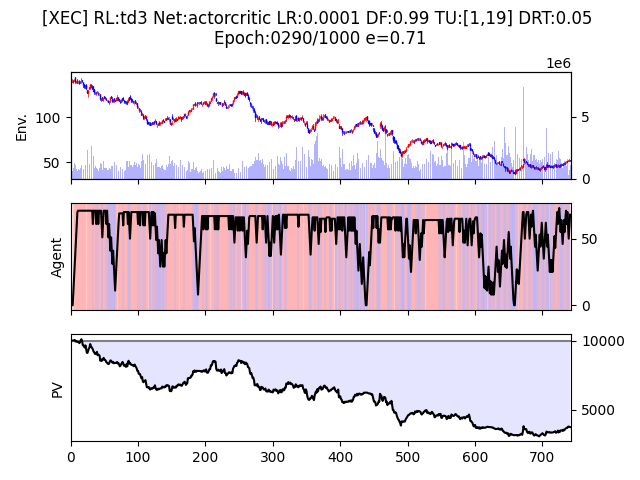 [XEC] RL:td3 Net:actorcritic LR:0.0001 DF:0.99 TU:[1,19] DRT:0.05
Epoch:0290/1000 e=0.71
1e6
Env.
100
50
5
0
Agent
50
0
PV
10000
5000
0 100 200 300 400 500 600 700